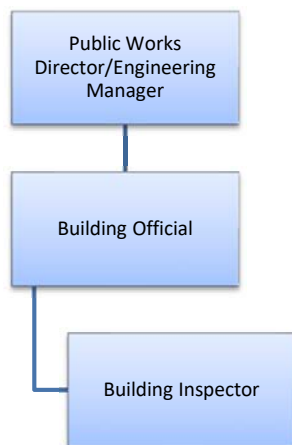 Public Works
Director/Engineering
Manager
Building Official
Building Inspector